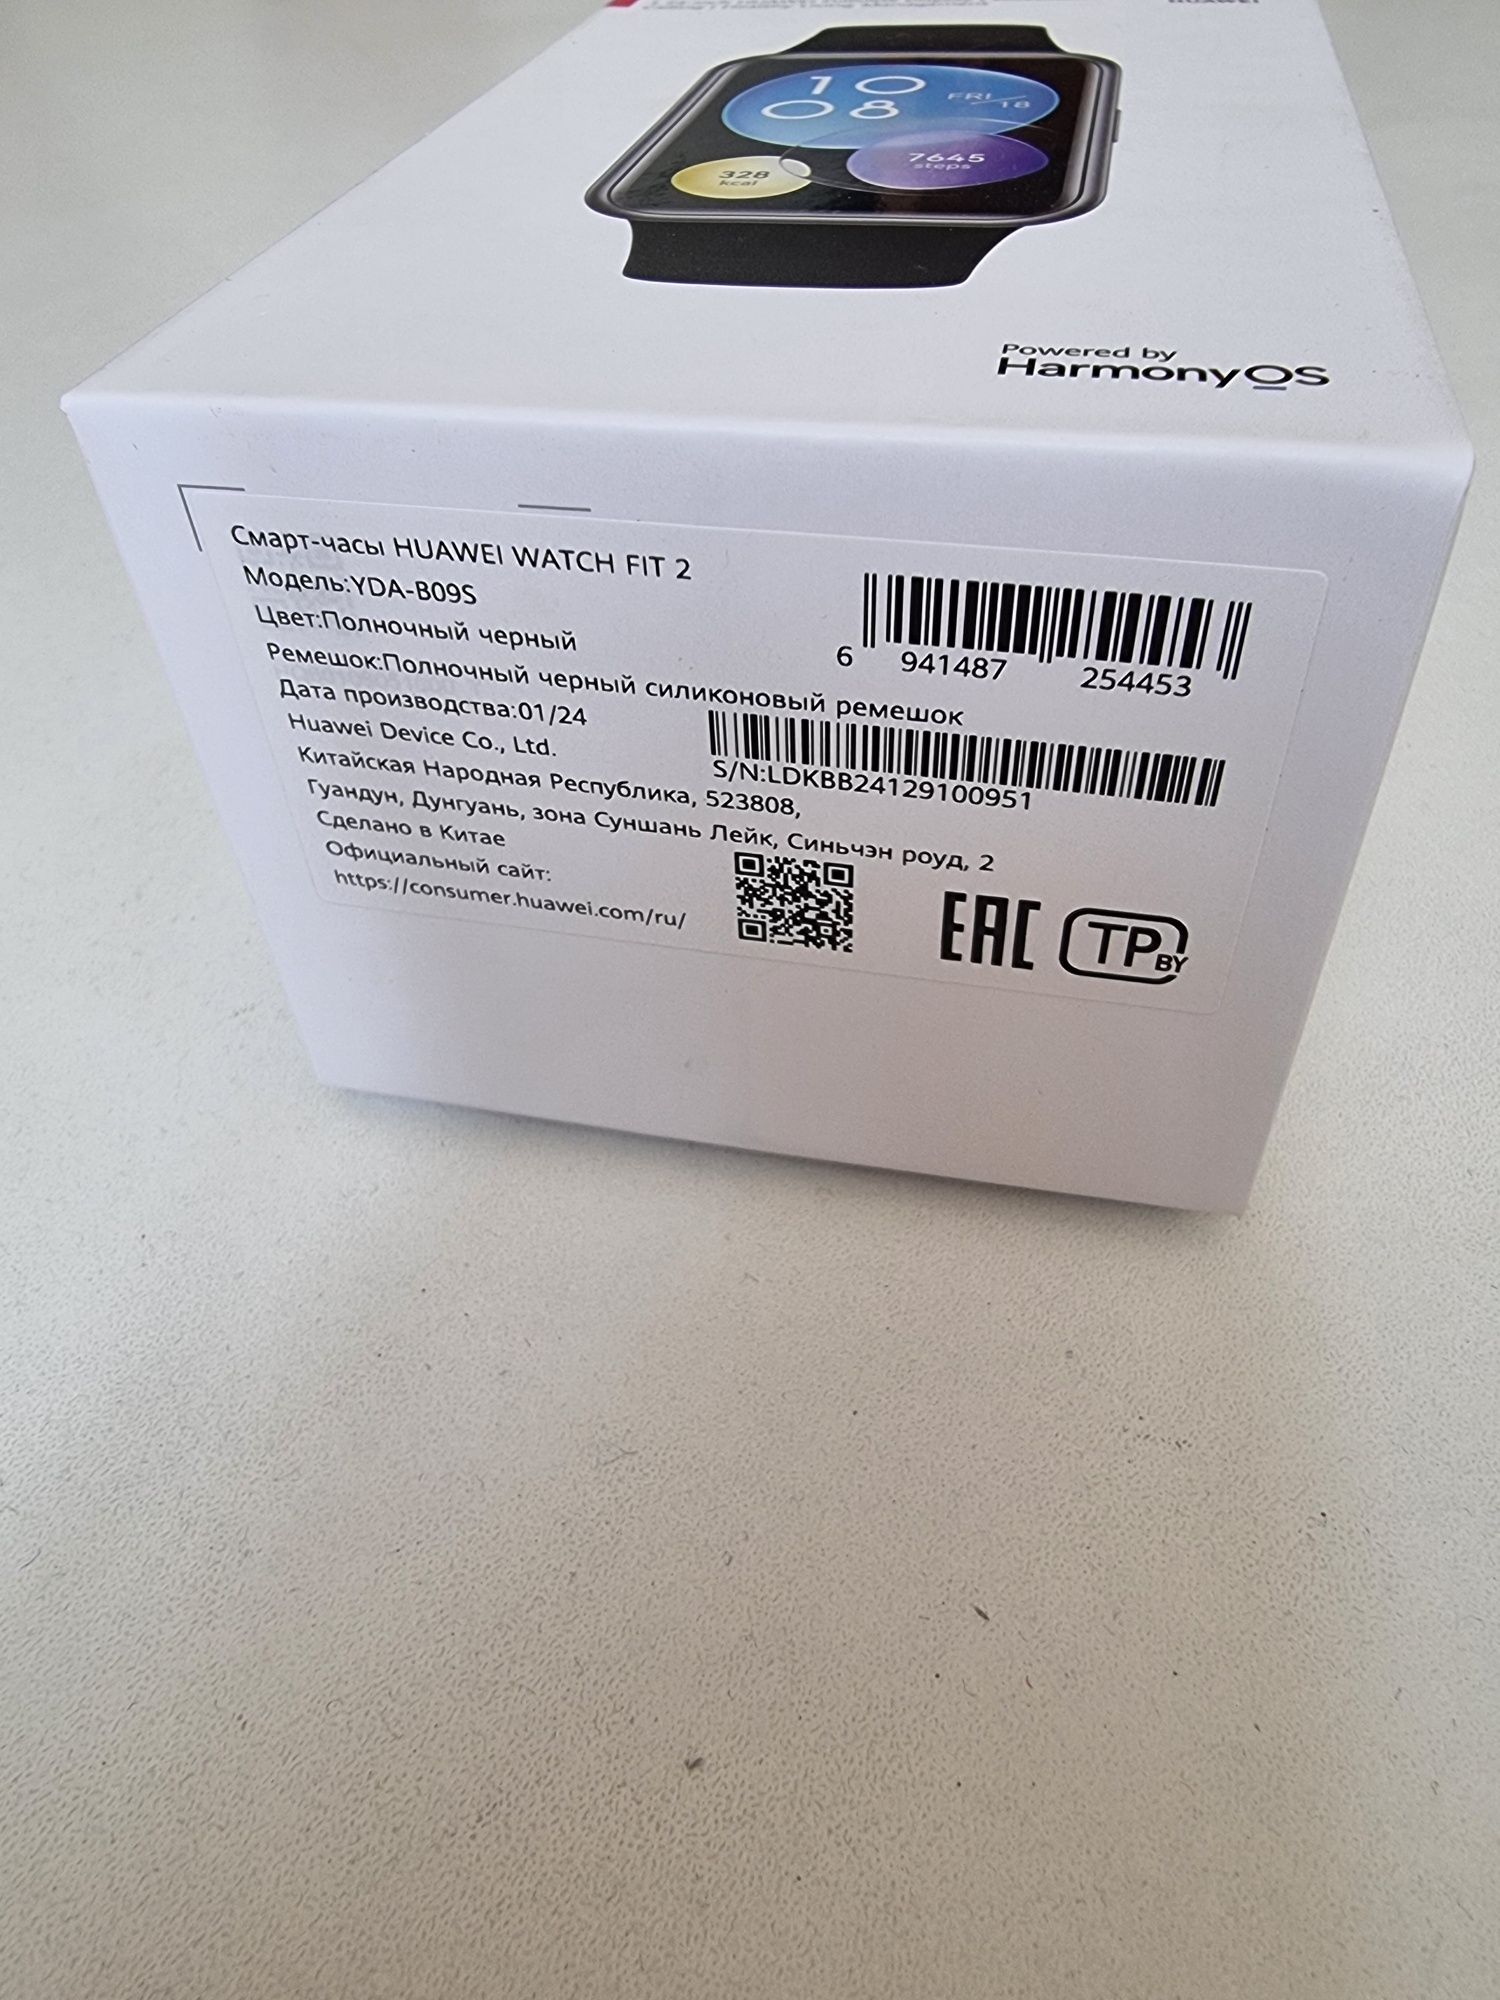 HUAWEI
10
08
FRI 18
7645
steps
328
kcal
Powered by
HarmonyOS
Смарт-часы HUAWEI WATCH FIT 2
Модель:YDA-B09S
Цвет:Полночный черный
Ремешок:Полночный черный силиконовый ремешок
Дата производства:01/24
Huawei Device Co., Ltd.
Китайская Народная Республика, 523808,
Гуандун, Дунгуань, зона Суншань Лейк, Синьчэн роуд, 2
Сделано в Китае
Официальный сайт:
https://consumer.huawei.com/ru/
6 941487 254453
S/N:LDKBB24129100951
EAC
TP BY